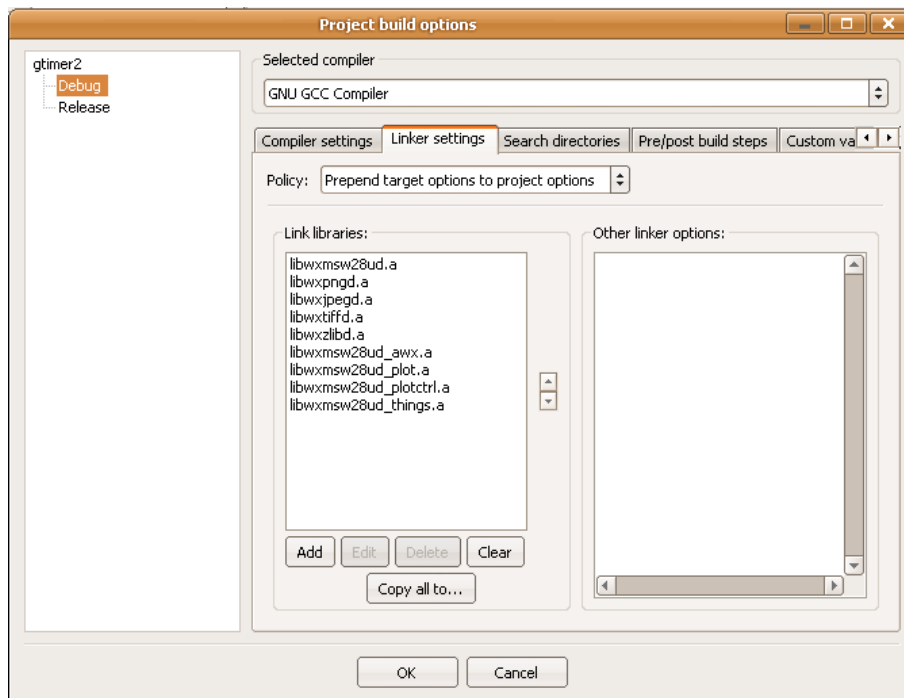 Project build options
gtimer2
Debug
Release
Selected compiler
GNU GCC Compiler
Compiler settings
Linker settings
Search directories
Pre/post build steps
Custom va
Policy:
Prepend target options to project options
Link libraries:
libwxmsw28ud.a
libwxpngd.a
libwxjpegd.a
libwxtiffd.a
libwxzlibd.a
libwxmsw28ud_awx.a
libwxmsw28ud_plot.a
libwxmsw28ud_plotctrl.a
libwxmsw28ud_things.a
Add
Edit
Delete
Clear
Copy all to...
Other linker options:
OK
Cancel